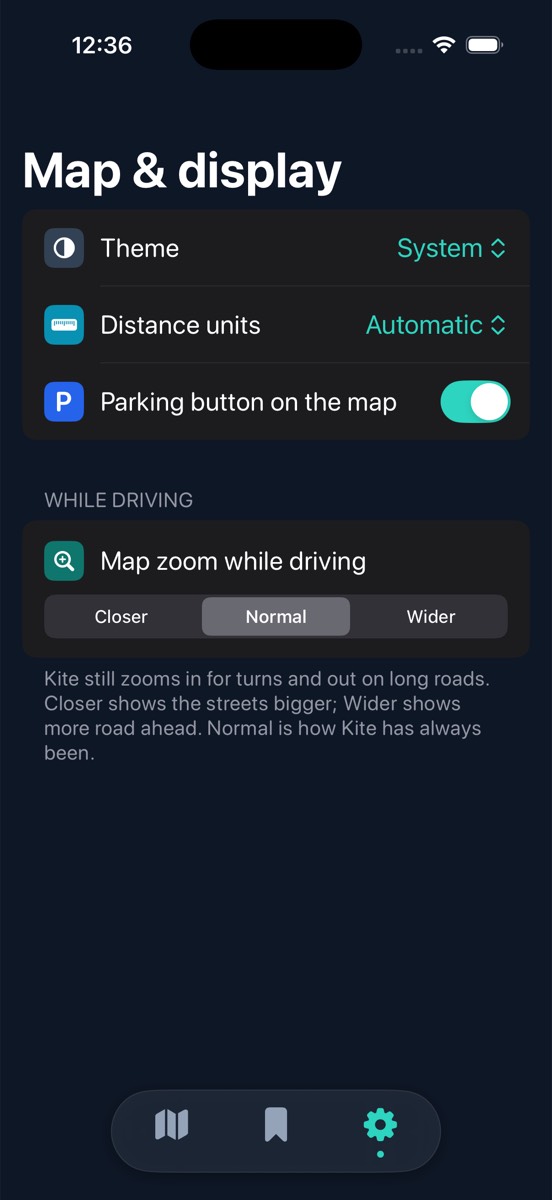 12:36
Map & display
Theme
System
Distance units
Automatic
P
Parking button on the map
WHILE DRIVING
Map zoom while driving
Closer
Normal
Wider
Kite still zooms in for turns and out on long roads.
Closer shows the streets bigger; Wider shows
more road ahead. Normal is how Kite has always
been.